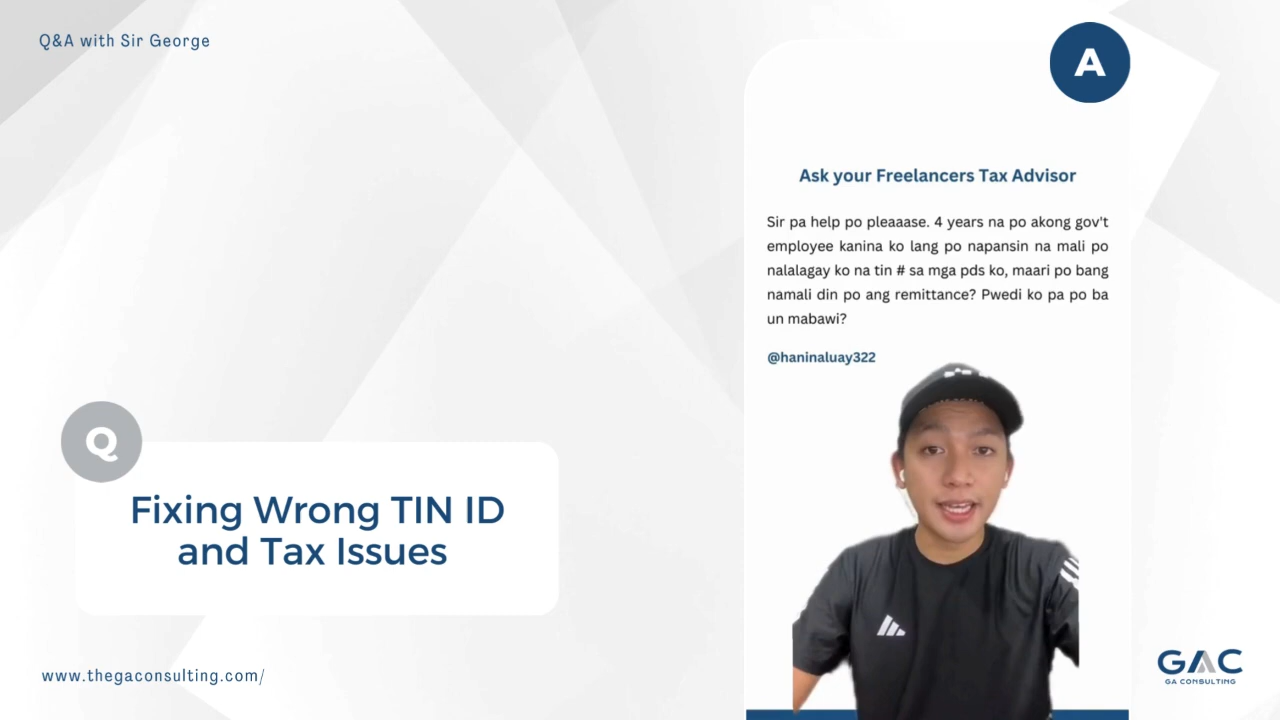 Q&A with Sir George
A
Ask your Freelancers Tax Advisor
Sir pa help po pleaaase. 4 years na po akong gov't
employee kanina ko lang po napansin na mali po
nalalagay ko na tin # sa mga pds ko, maari po bang
namali din po ang remittance? Pwedi ko pa po ba
un mabawi?
@haninaluay322
Q
Fixing Wrong TIN ID
and Tax Issues
www.thegaconsulting.com/
GAC
GA CONSULTING